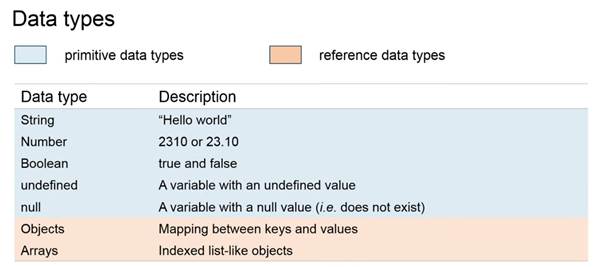 Data types
primitive data types reference data types
Data type Description
String “Hello world”
Number 2310 or 23.10
Boolean true and false
undefined A variable with an undefined value
null A variable with a null value (i.e. does not exist)
Objects Mapping between keys and values
Arrays Indexed list-like objects